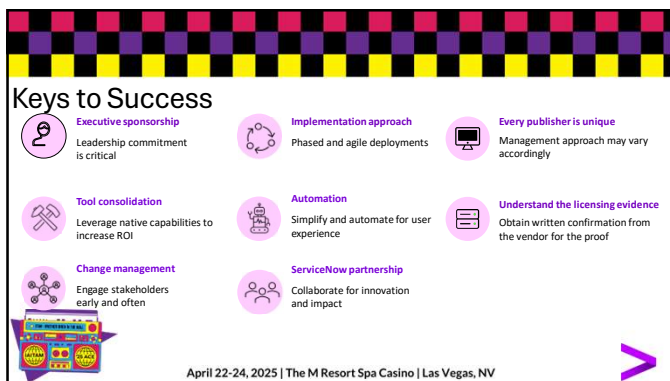 Keys to Success
Executive sponsorship
Leadership commitment
is critical
Implementation approach
Phased and agile deployments
Every publisher is unique
Management approach may vary
accordingly
Tool consolidation
Leverage native capabilities to
increase ROI
Automation
Simplify and automate for user
experience
Understand the licensing evidence
Obtain written confirmation from
the vendor for the proof
Change management
Engage stakeholders
early and often
ServiceNow partnership
Collaborate for innovation
and impact
IAITAM
'25 ACE
April 22-24, 2025 | The M Resort Spa Casino | Las Vegas, NV